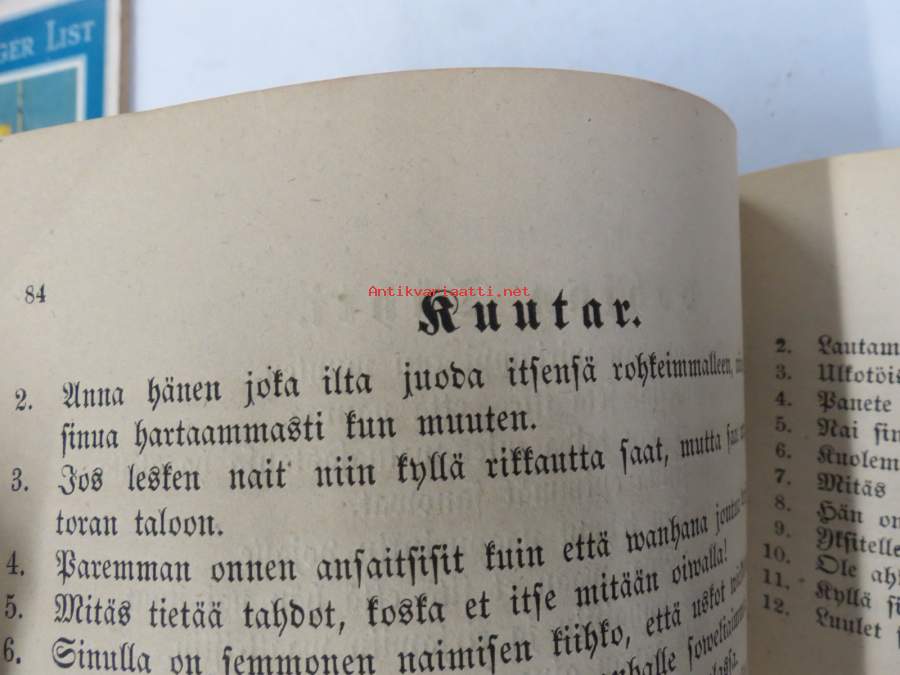 GER LIST
84
Antikvariaatti.net
Kuutar.
2. Anna hänen joka ilta juoda itsensä rohkeimmalleen,
sinua hartaammasti kun muuten.
3. Jos lesken nait niin kyllä rikkautta saat, mutta saa
toran taloon.
4. Paremman onnen ansaitsisit kuin että wanhana
5. Mitäs tietää tahdot, koska et itse mitään oiwalla!
6. Sinulla on semmonen naimisen kiihko, että uskot
2. Lautam
3. Ulkotöis
4. Panete
5. Nai sin
6. Kuolem
7. Mitäs
8. Hän on
9. Yksitelle
10. Ole ah
11. Kyllä si
12. Luulet